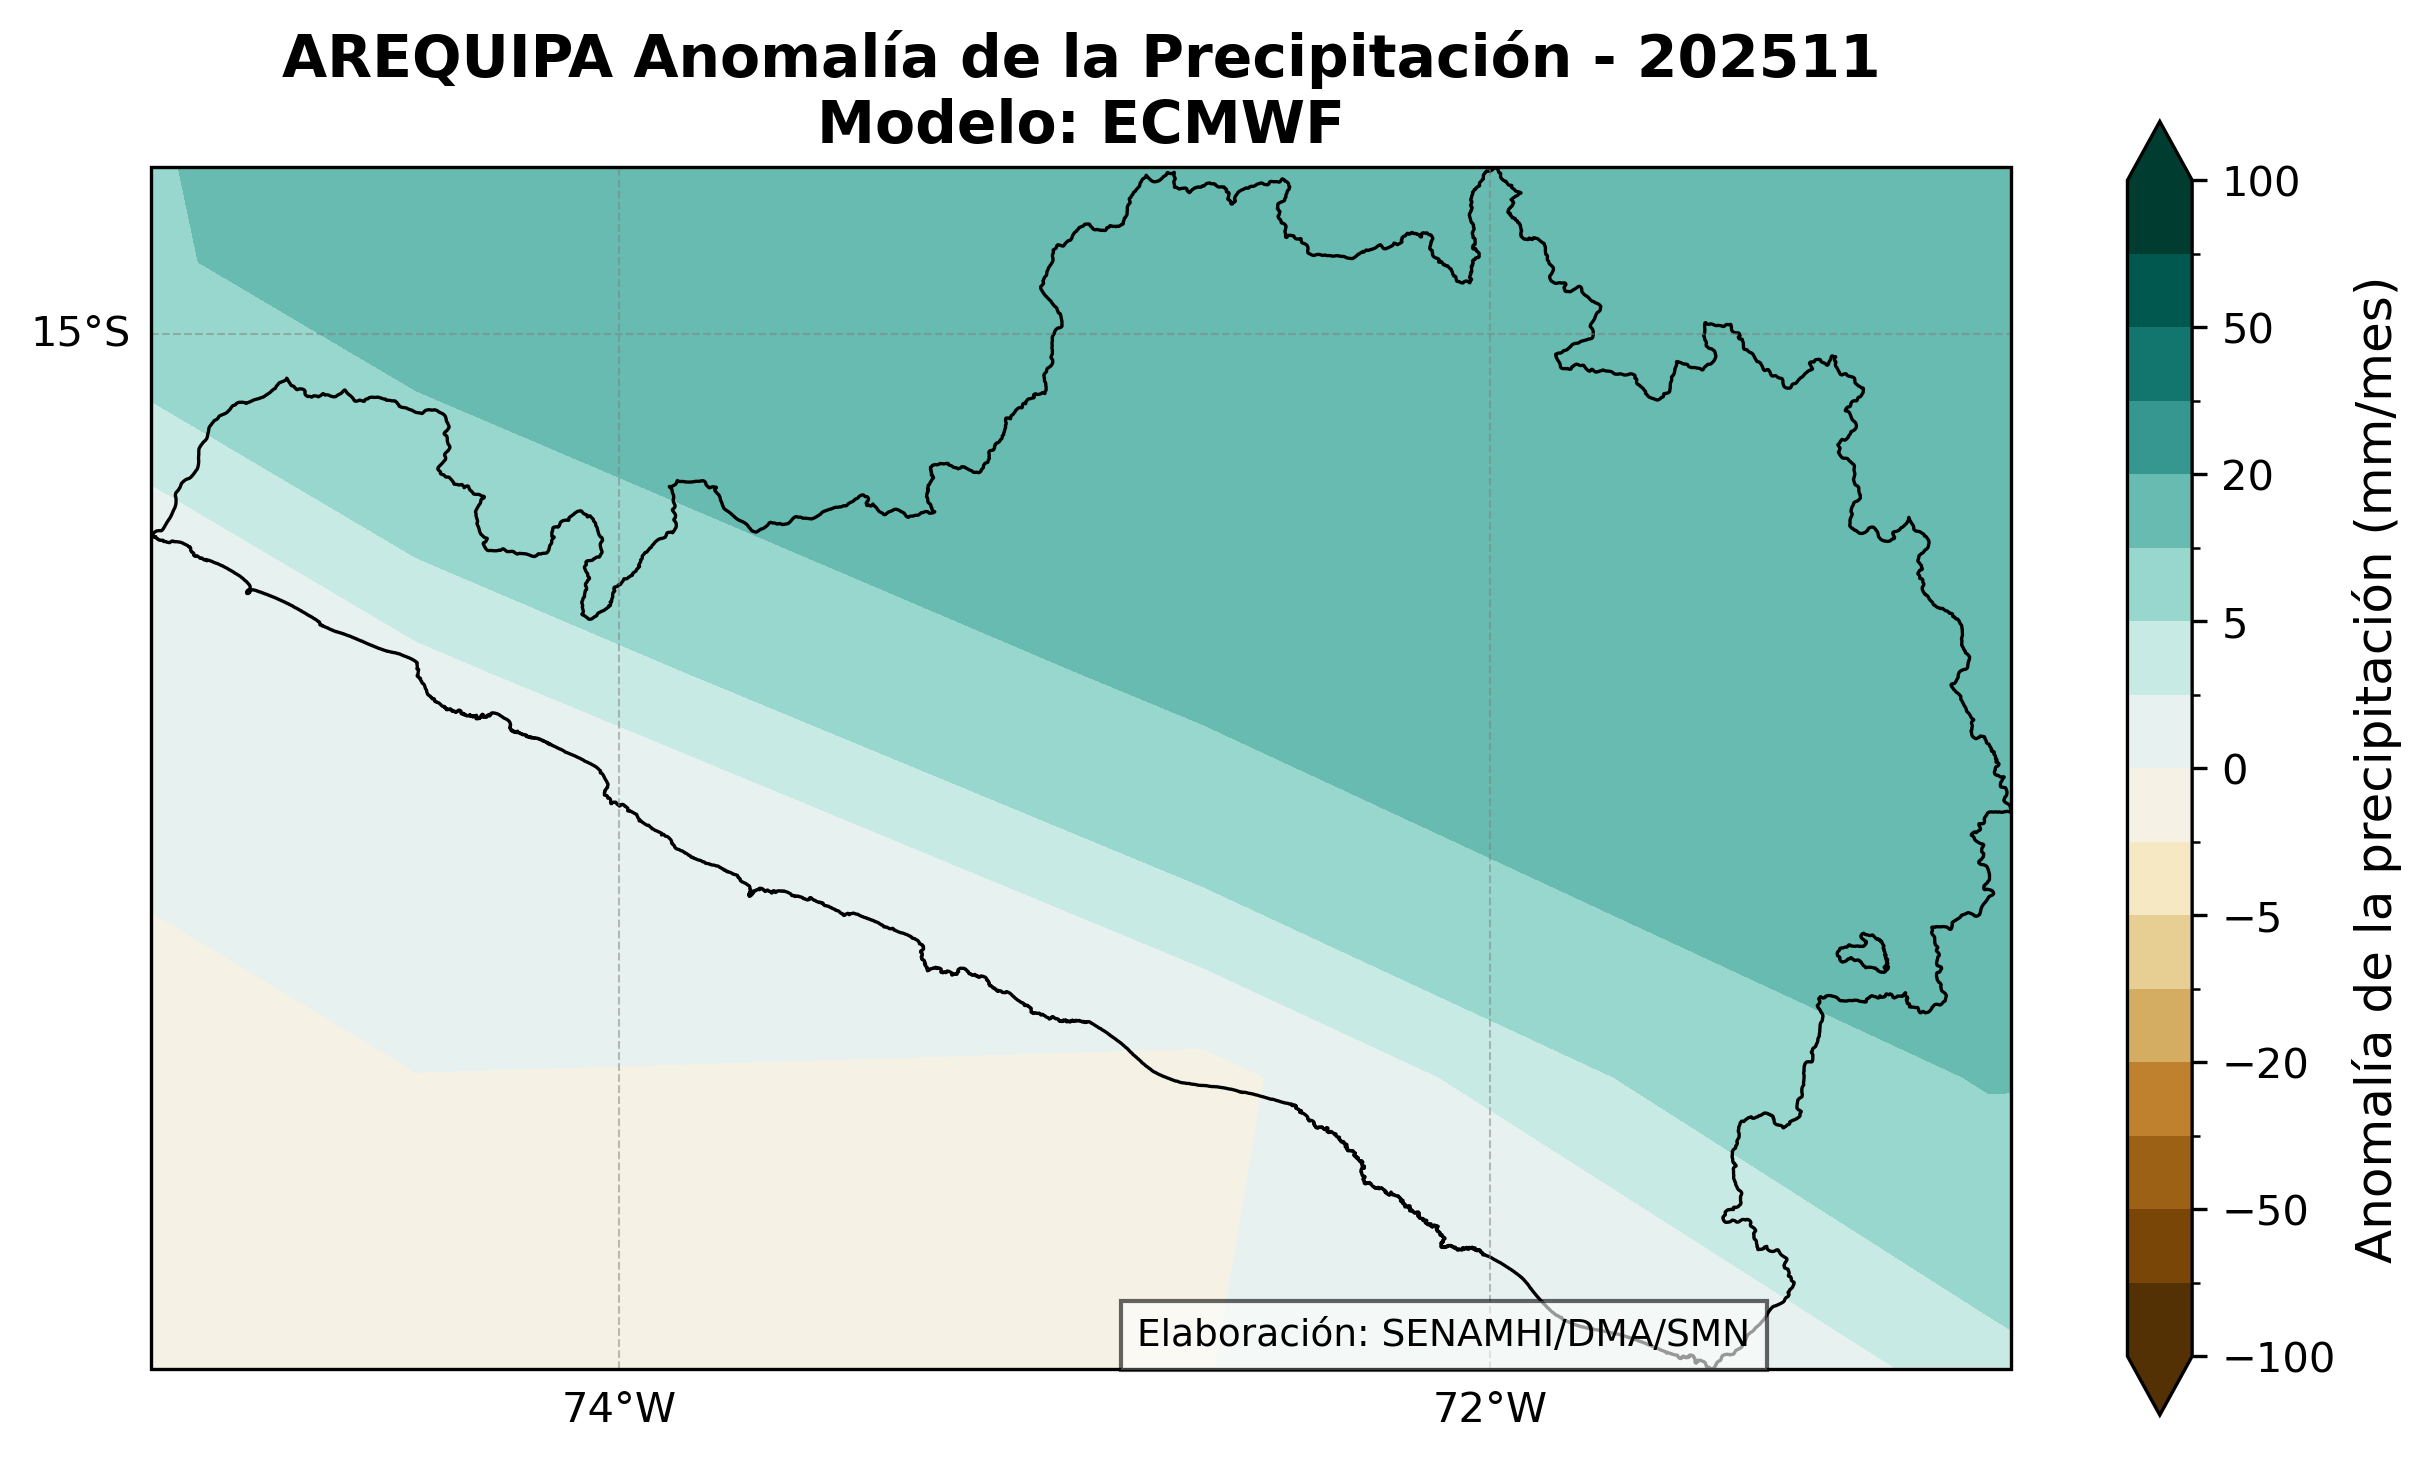 AREQUIPA Anomalía de la Precipitación - 202511
Modelo: ECMWF
15°S
74°W
72°W
Elaboración: SENAMHI/DMA/SMN
100
50
20
5
0
−5
−20
−50
−100
Anomalía de la precipitación (mm/mes)